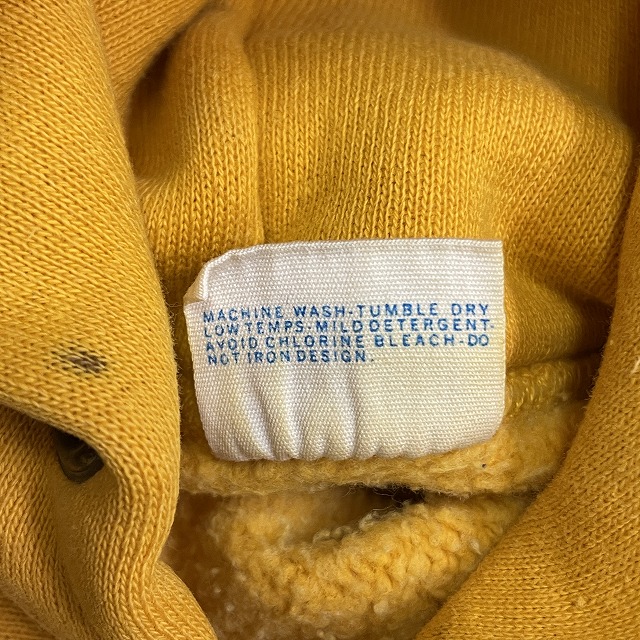 MACHINE WASH-TUMBLE DRY
LOW TEMPS. MILD DETERGENT-
AVOID CHLORINE BLEACH-DO
NOT IRON DESIGN.